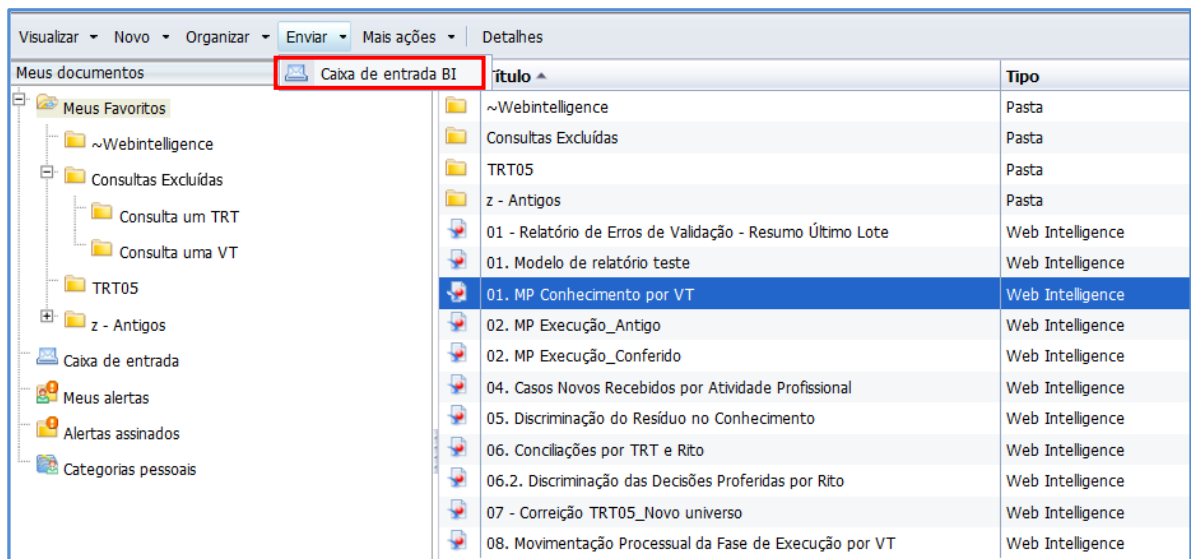 Visualizar Novo Organizar Enviar Mais ações Detalhes
Meus documentos
Caixa de entrada BI
Título Tipo
Meus Favoritos
~Webintelligence
Consultas Excluídas
Consulta um TRT
Consulta uma VT
TRT05
z - Antigos
Caixa de entrada
Meus alertas
Alertas assinados
Categorias pessoais
~Webintelligence Pasta
Consultas Excluídas Pasta
TRT05 Pasta
z - Antigos Pasta
01 - Relatório de Erros de Validação - Resumo Último Lote Web Intelligence
01. Modelo de relatório teste Web Intelligence
01. MP Conhecimento por VT Web Intelligence
02. MP Execução_Antigo Web Intelligence
02. MP Execução_Conferido Web Intelligence
04. Casos Novos Recebidos por Atividade Profissional Web Intelligence
05. Discriminação do Resíduo no Conhecimento Web Intelligence
06. Conciliações por TRT e Rito Web Intelligence
06.2. Discriminação das Decisões Proferidas por Rito Web Intelligence
07 - Correição TRT05_Novo universo Web Intelligence
08. Movimentação Processual da Fase de Execução por VT Web Intelligence